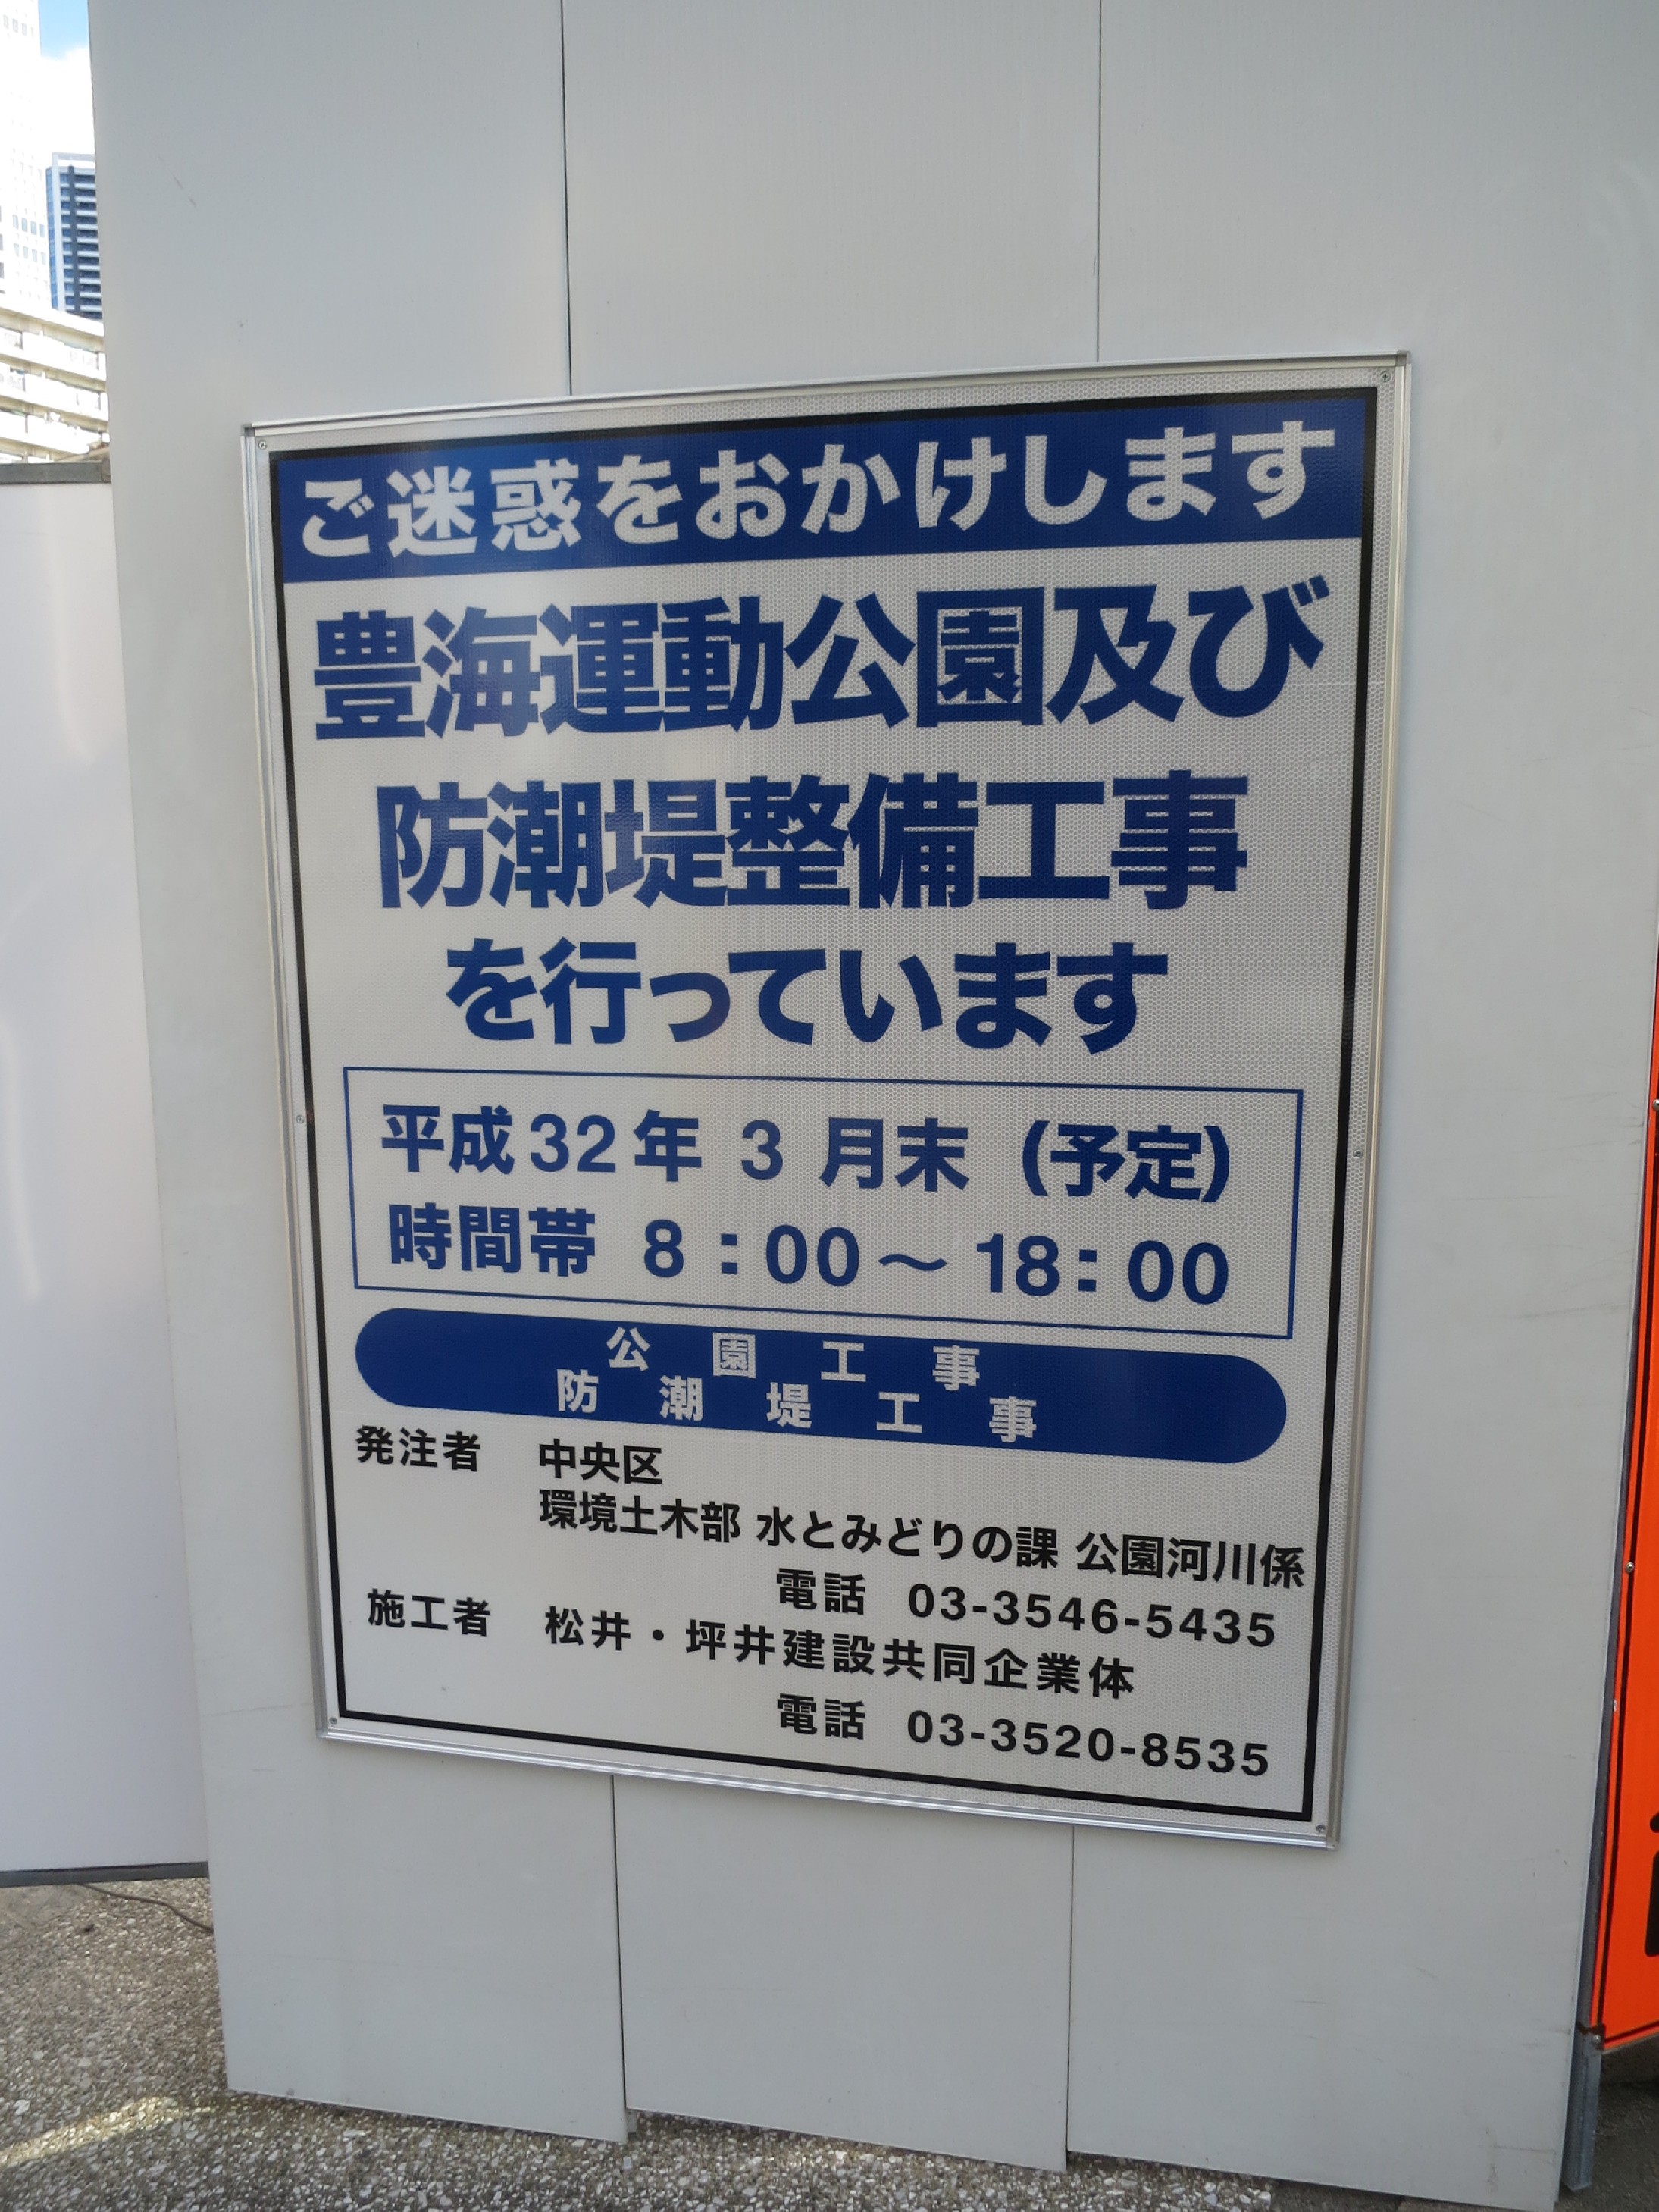 ご迷惑をおかけします
豊海運動公園及び
防潮堤整備工事
を行っています
平成32年 3 月末 (予定)
時間帯 8:00～18:00
公園工事
防潮堤工事
発注者 中央区
環境土木部 水とみどりの課 公園河川係
電話 03-3546-5435
施工者 松井・坪井建設共同企業体
電話 03-3520-8535